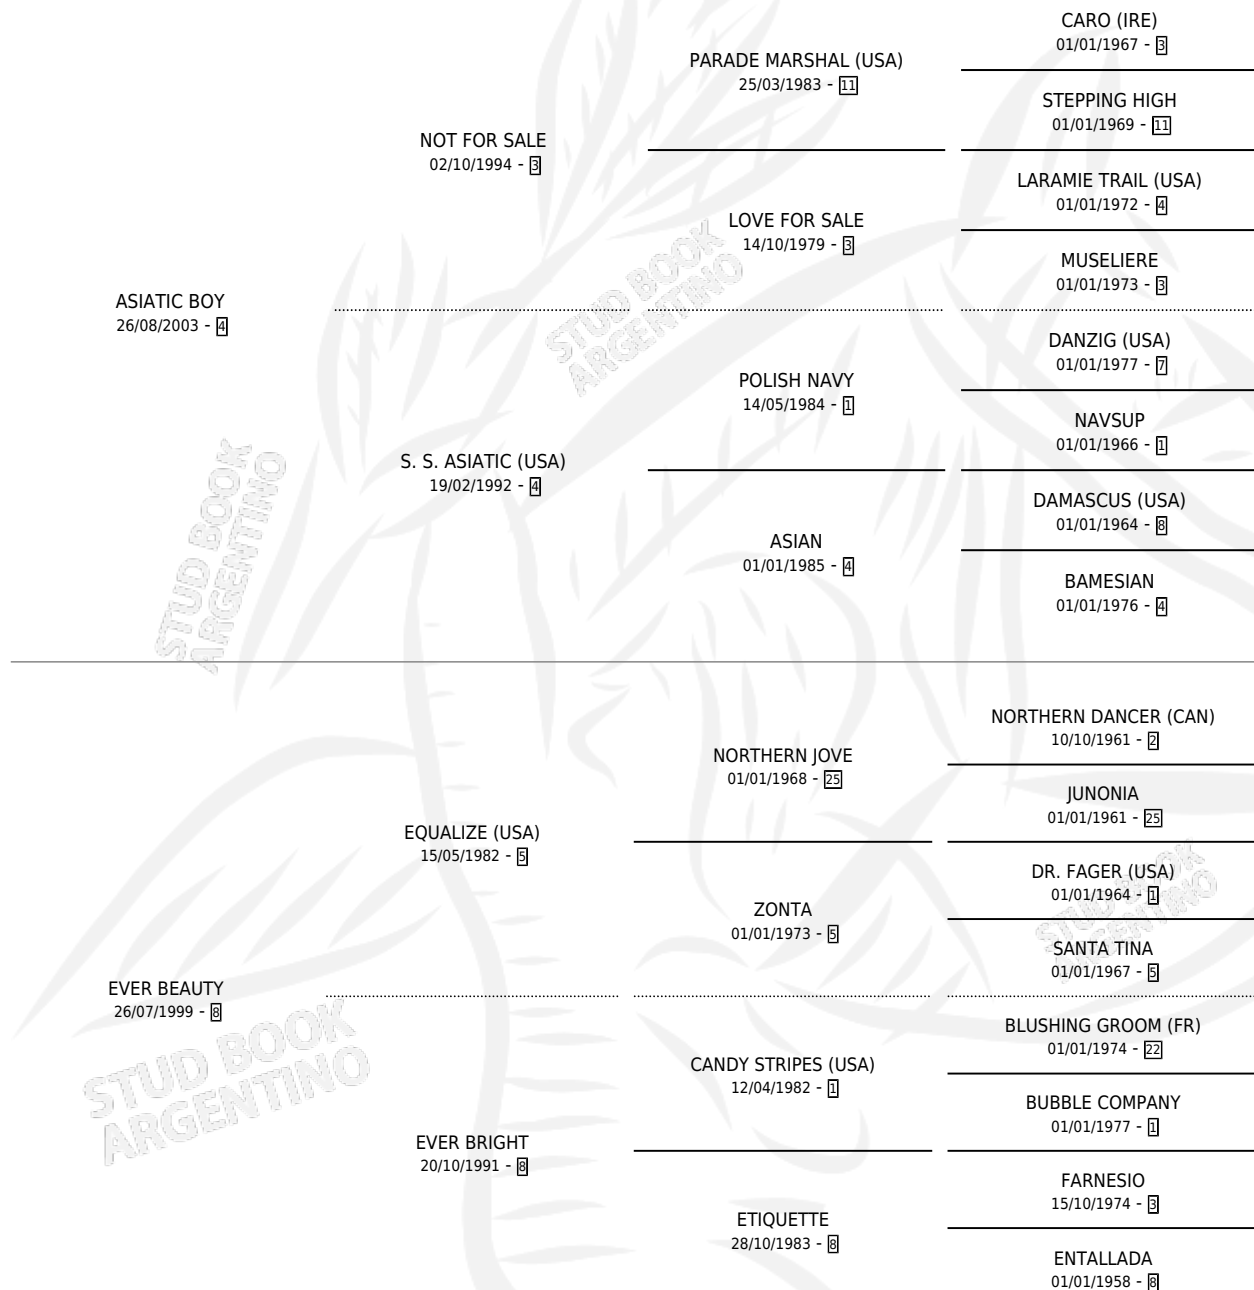 CARO (IRE)
01/01/1967 - 3
PARADE MARSHAL (USA)
25/03/1983 - 11
STEPPING HIGH
01/01/1969 - 11
NOT FOR SALE
02/10/1994 - 3
LARAMIE TRAIL (USA)
01/01/1972 - 4
LOVE FOR SALE
14/10/1979 - 3
MUSELIERE
01/01/1973 - 3
ASIATIC BOY
26/08/2003 - 4
DANZIG (USA)
01/01/1977 - 7
POLISH NAVY
14/05/1984 - 1
NAVSUP
01/01/1966 - 1
S. S. ASIATIC (USA)
19/02/1992 - 4
DAMASCUS (USA)
01/01/1964 - 8
ASIAN
01/01/1985 - 4
BAMESIAN
01/01/1976 - 4
NORTHERN DANCER (CAN)
10/10/1961 - 2
NORTHERN JOVE
01/01/1968 - 25
JUNONIA
01/01/1961 - 25
EQUALIZE (USA)
15/05/1982 - 5
DR. FAGER (USA)
01/01/1964 - 1
ZONTA
01/01/1973 - 5
SANTA TINA
01/01/1967 - 5
EVER BEAUTY
26/07/1999 - 8
BLUSHING GROOM (FR)
01/01/1974 - 22
CANDY STRIPES (USA)
12/04/1982 - 1
BUBBLE COMPANY
01/01/1977 - 1
EVER BRIGHT
20/10/1991 - 8
FARNESIO
15/10/1974 - 3
ETIQUETTE
28/10/1983 - 8
ENTALLADA
01/01/1958 - 8
STUD BOOK
ARGENTINO
STUD BOOK
ARGENTINO
STUD BOOK
ARGENTINO
STUD BOOK
ARGENTINO